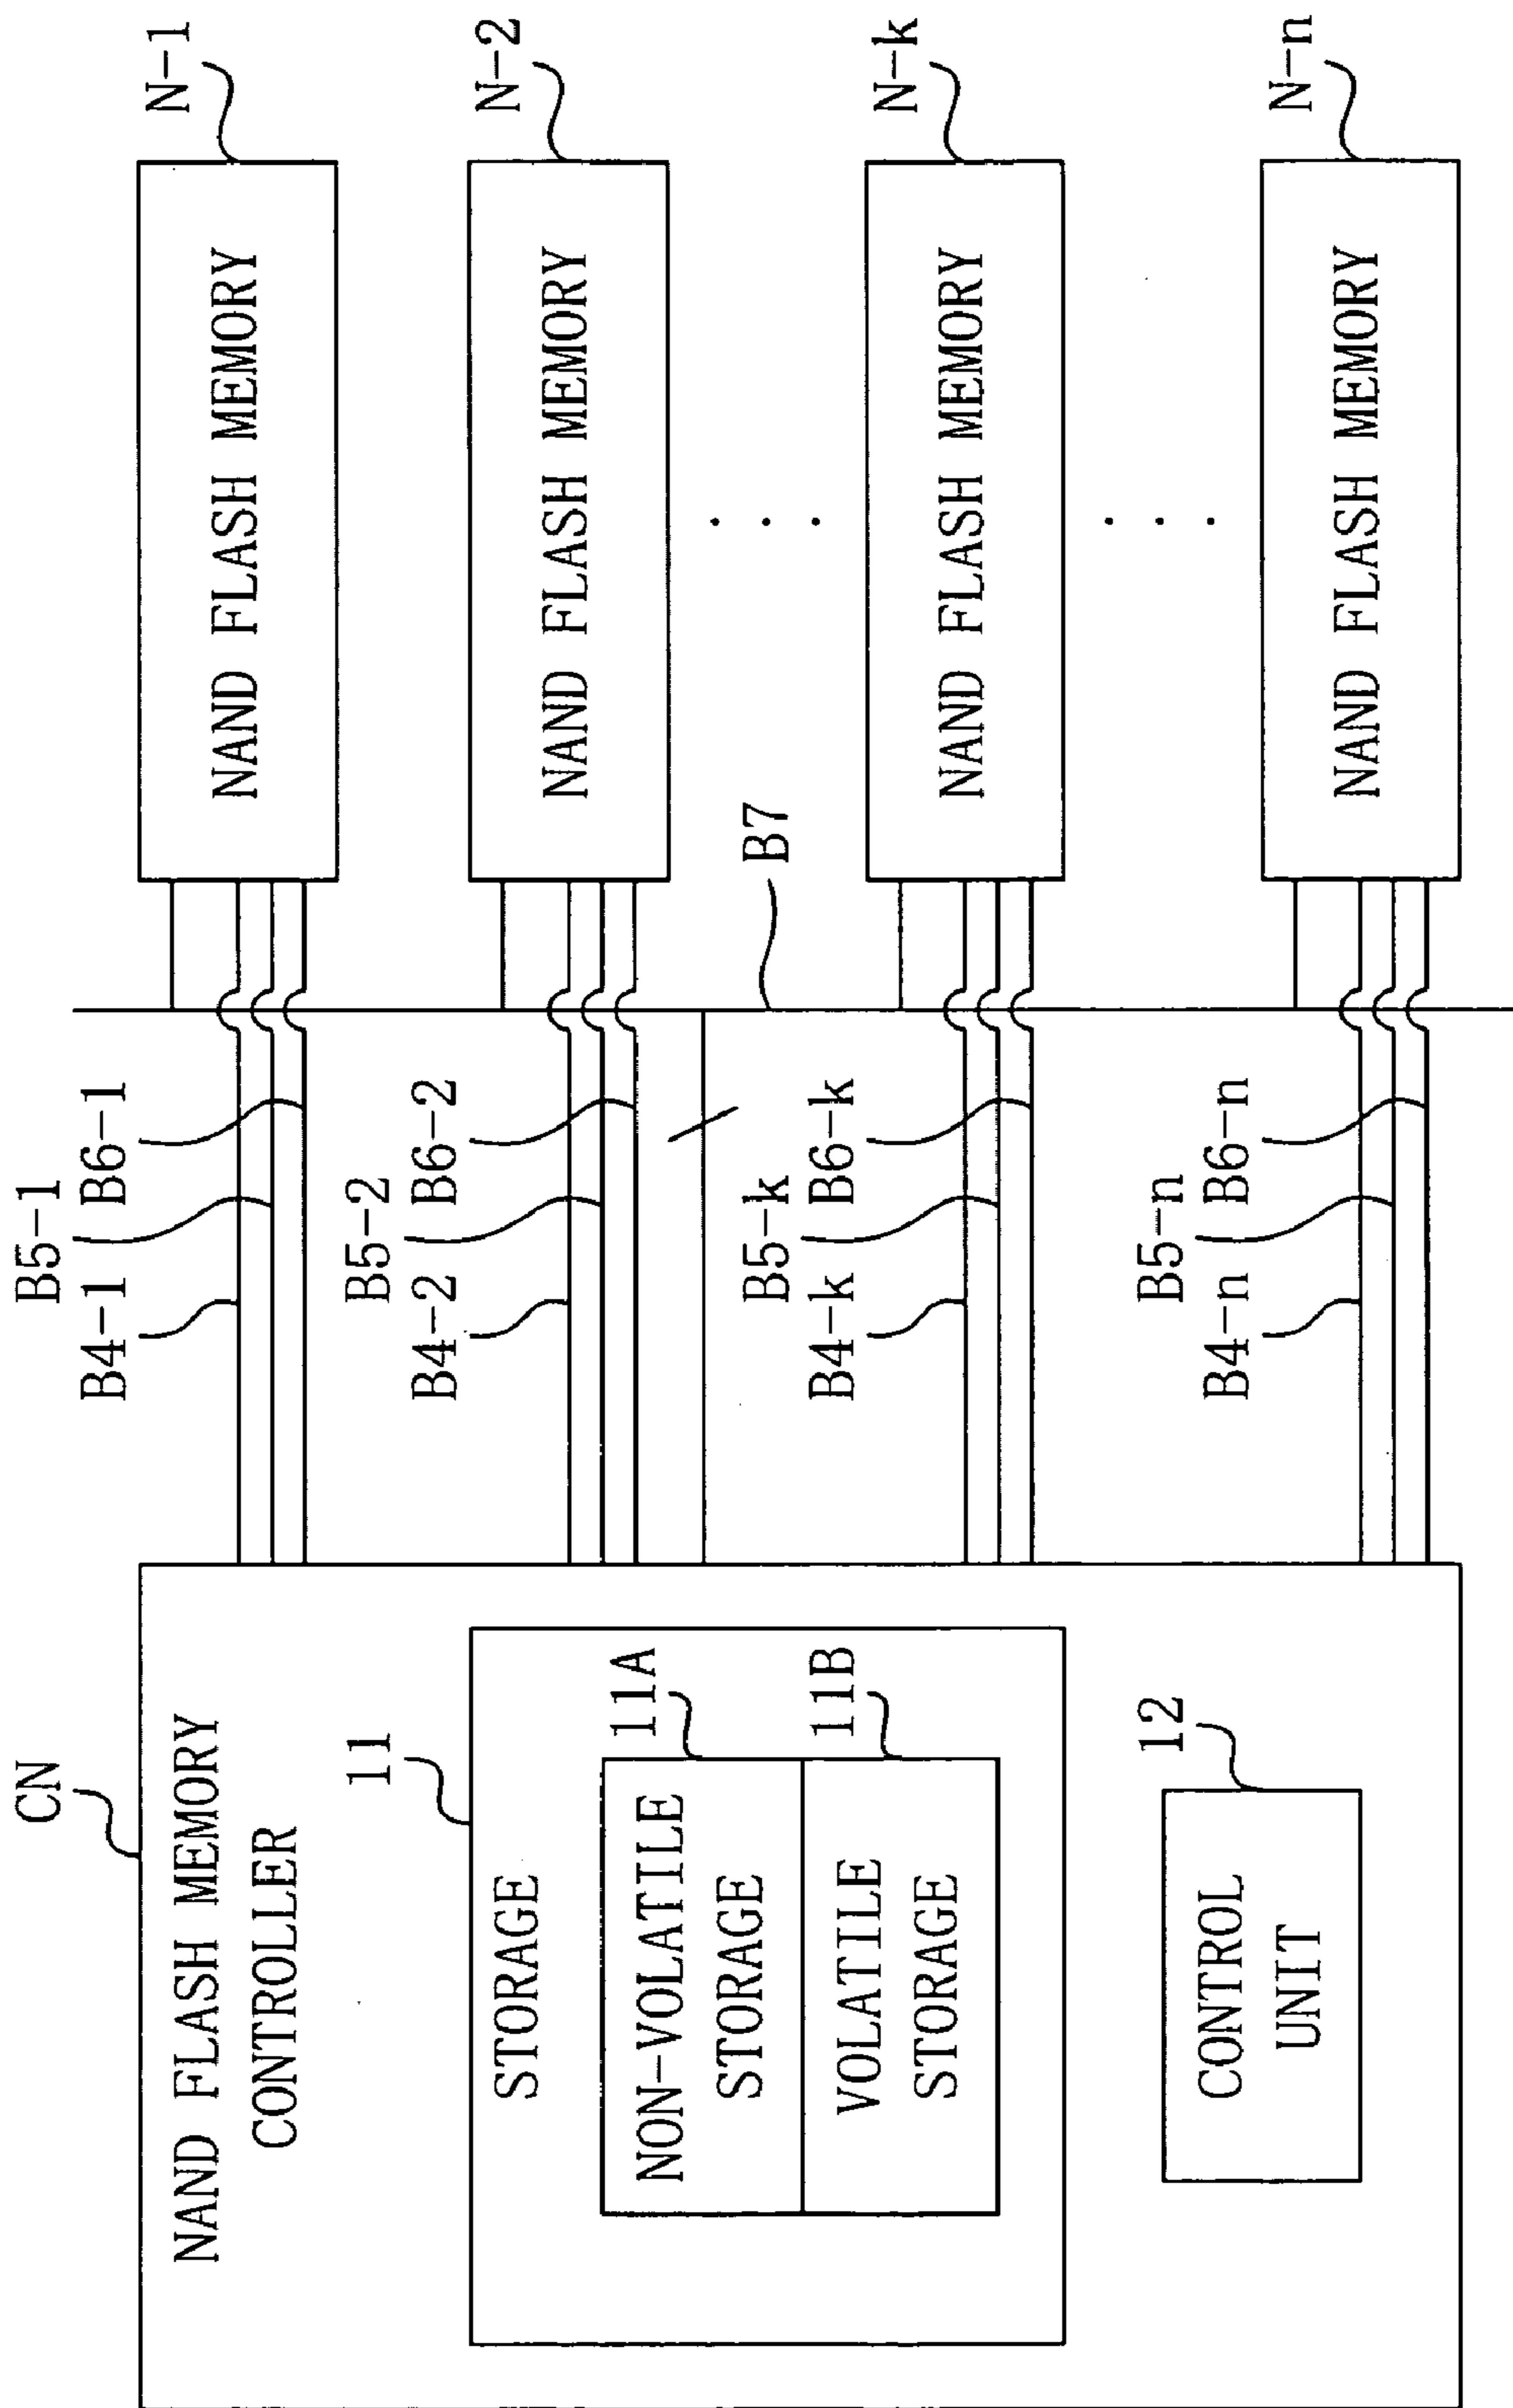 CN
NAND FLASH MEMORY
CONTROLLER
11
STORAGE
11A
NON-VOLATILE
STORAGE
11B
VOLATILE
STORAGE
12
CONTROL
UNIT
B5-1
B4-1
B6-1
B5-2
B4-2
B6-2
B7
B5-k
B4-k
B6-k
B5-n
B4-n
B6-n
N-1
NAND FLASH MEMORY
N-2
NAND FLASH MEMORY
. . .
N-k
NAND FLASH MEMORY
. . .
N-n
NAND FLASH MEMORY